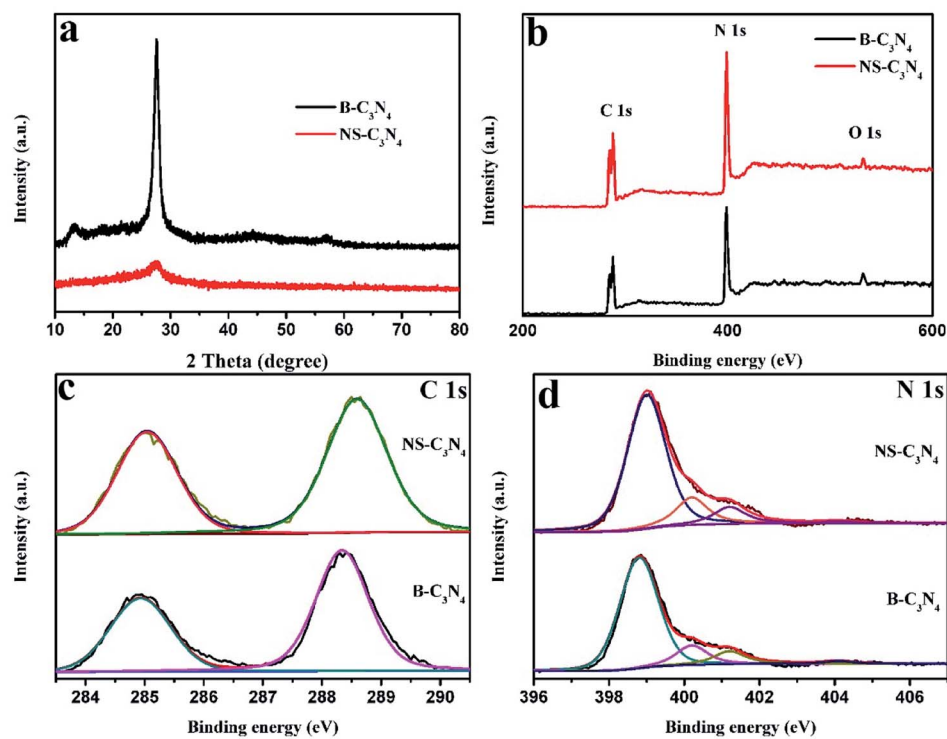 a
B-C₃N₄
NS-C₃N₄
Intensity (a.u.)
10 20 30 40 50 60 70 80
2 Theta (degree)
b
B-C₃N₄
NS-C₃N₄
N 1s
C 1s
O 1s
Intensity (a.u.)
200 400 600
Binding energy (eV)
c
C 1s
NS-C₃N₄
B-C₃N₄
Intensity (a.u.)
284 285 286 287 288 289 290
Binding energy (eV)
d
N 1s
NS-C₃N₄
B-C₃N₄
Intensity (a.u.)
396 398 400 402 404 406
Binding energy (eV)